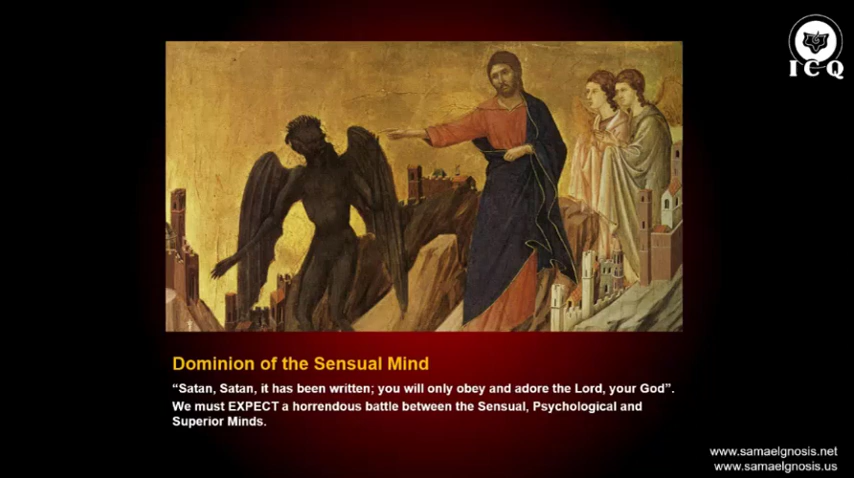 ICQ
Dominion of the Sensual Mind
“Satan, Satan, it has been written; you will only obey and adore the Lord, your God”.
We must EXPECT a horrendous battle between the Sensual, Psychological and
Superior Minds.
www.samaelgnosis.net
www.samaelgnosis.us